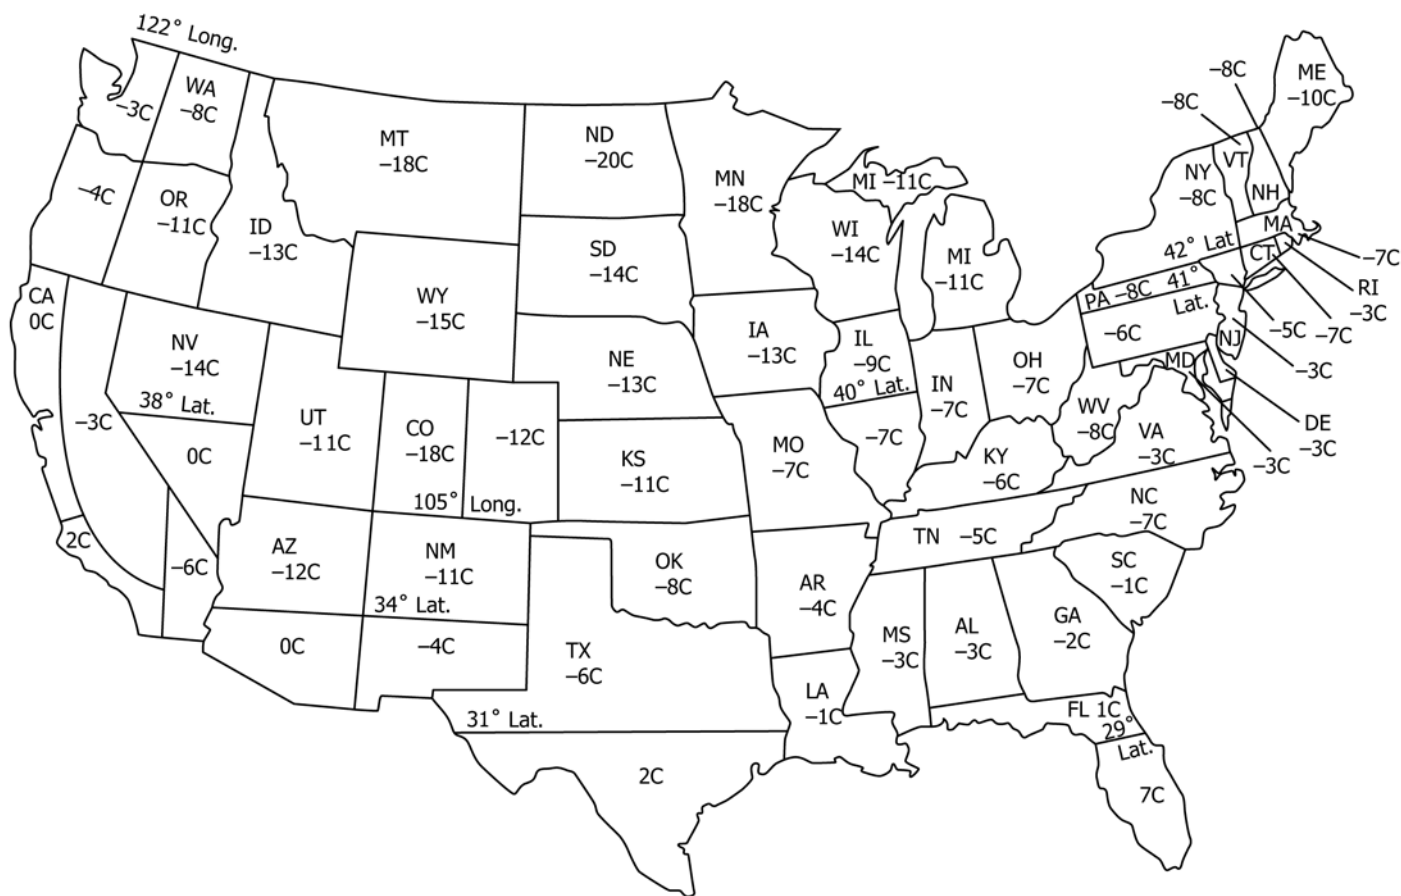 122° Long.
WA
–8C
–3C
–4C
OR
–11C
ID
–13C
MT
–18C
ND
–20C
MN
–18C
SD
–14C
WY
–15C
WI
–14C
MI –11C
MI
–11C
CA
0C
NV
–14C
38° Lat.
0C
–3C
2C
–6C
UT
–11C
CO
–18C
105° Long.
–12C
NE
–13C
IA
–13C
IL
–9C
40° Lat.
–7C
IN
–7C
OH
–7C
KS
–11C
MO
–7C
KY
–6C
WV
–8C
VA
–3C
AZ
–12C
0C
NM
–11C
34° Lat.
–4C
OK
–8C
TX
–6C
31° Lat.
2C
AR
–4C
LA
–1C
TN –5C
NC
–7C
SC
–1C
MS
–3C
AL
–3C
GA
–2C
FL 1C
29°
Lat.
7C
ME
–10C
–8C
–8C
VT
NH
NY
–8C
42° Lat
MA
–7C
CT
RI
–3C
–7C
–5C
PA –8C 41°
Lat.
–6C
NJ
–3C
MD
DE
–3C
–3C